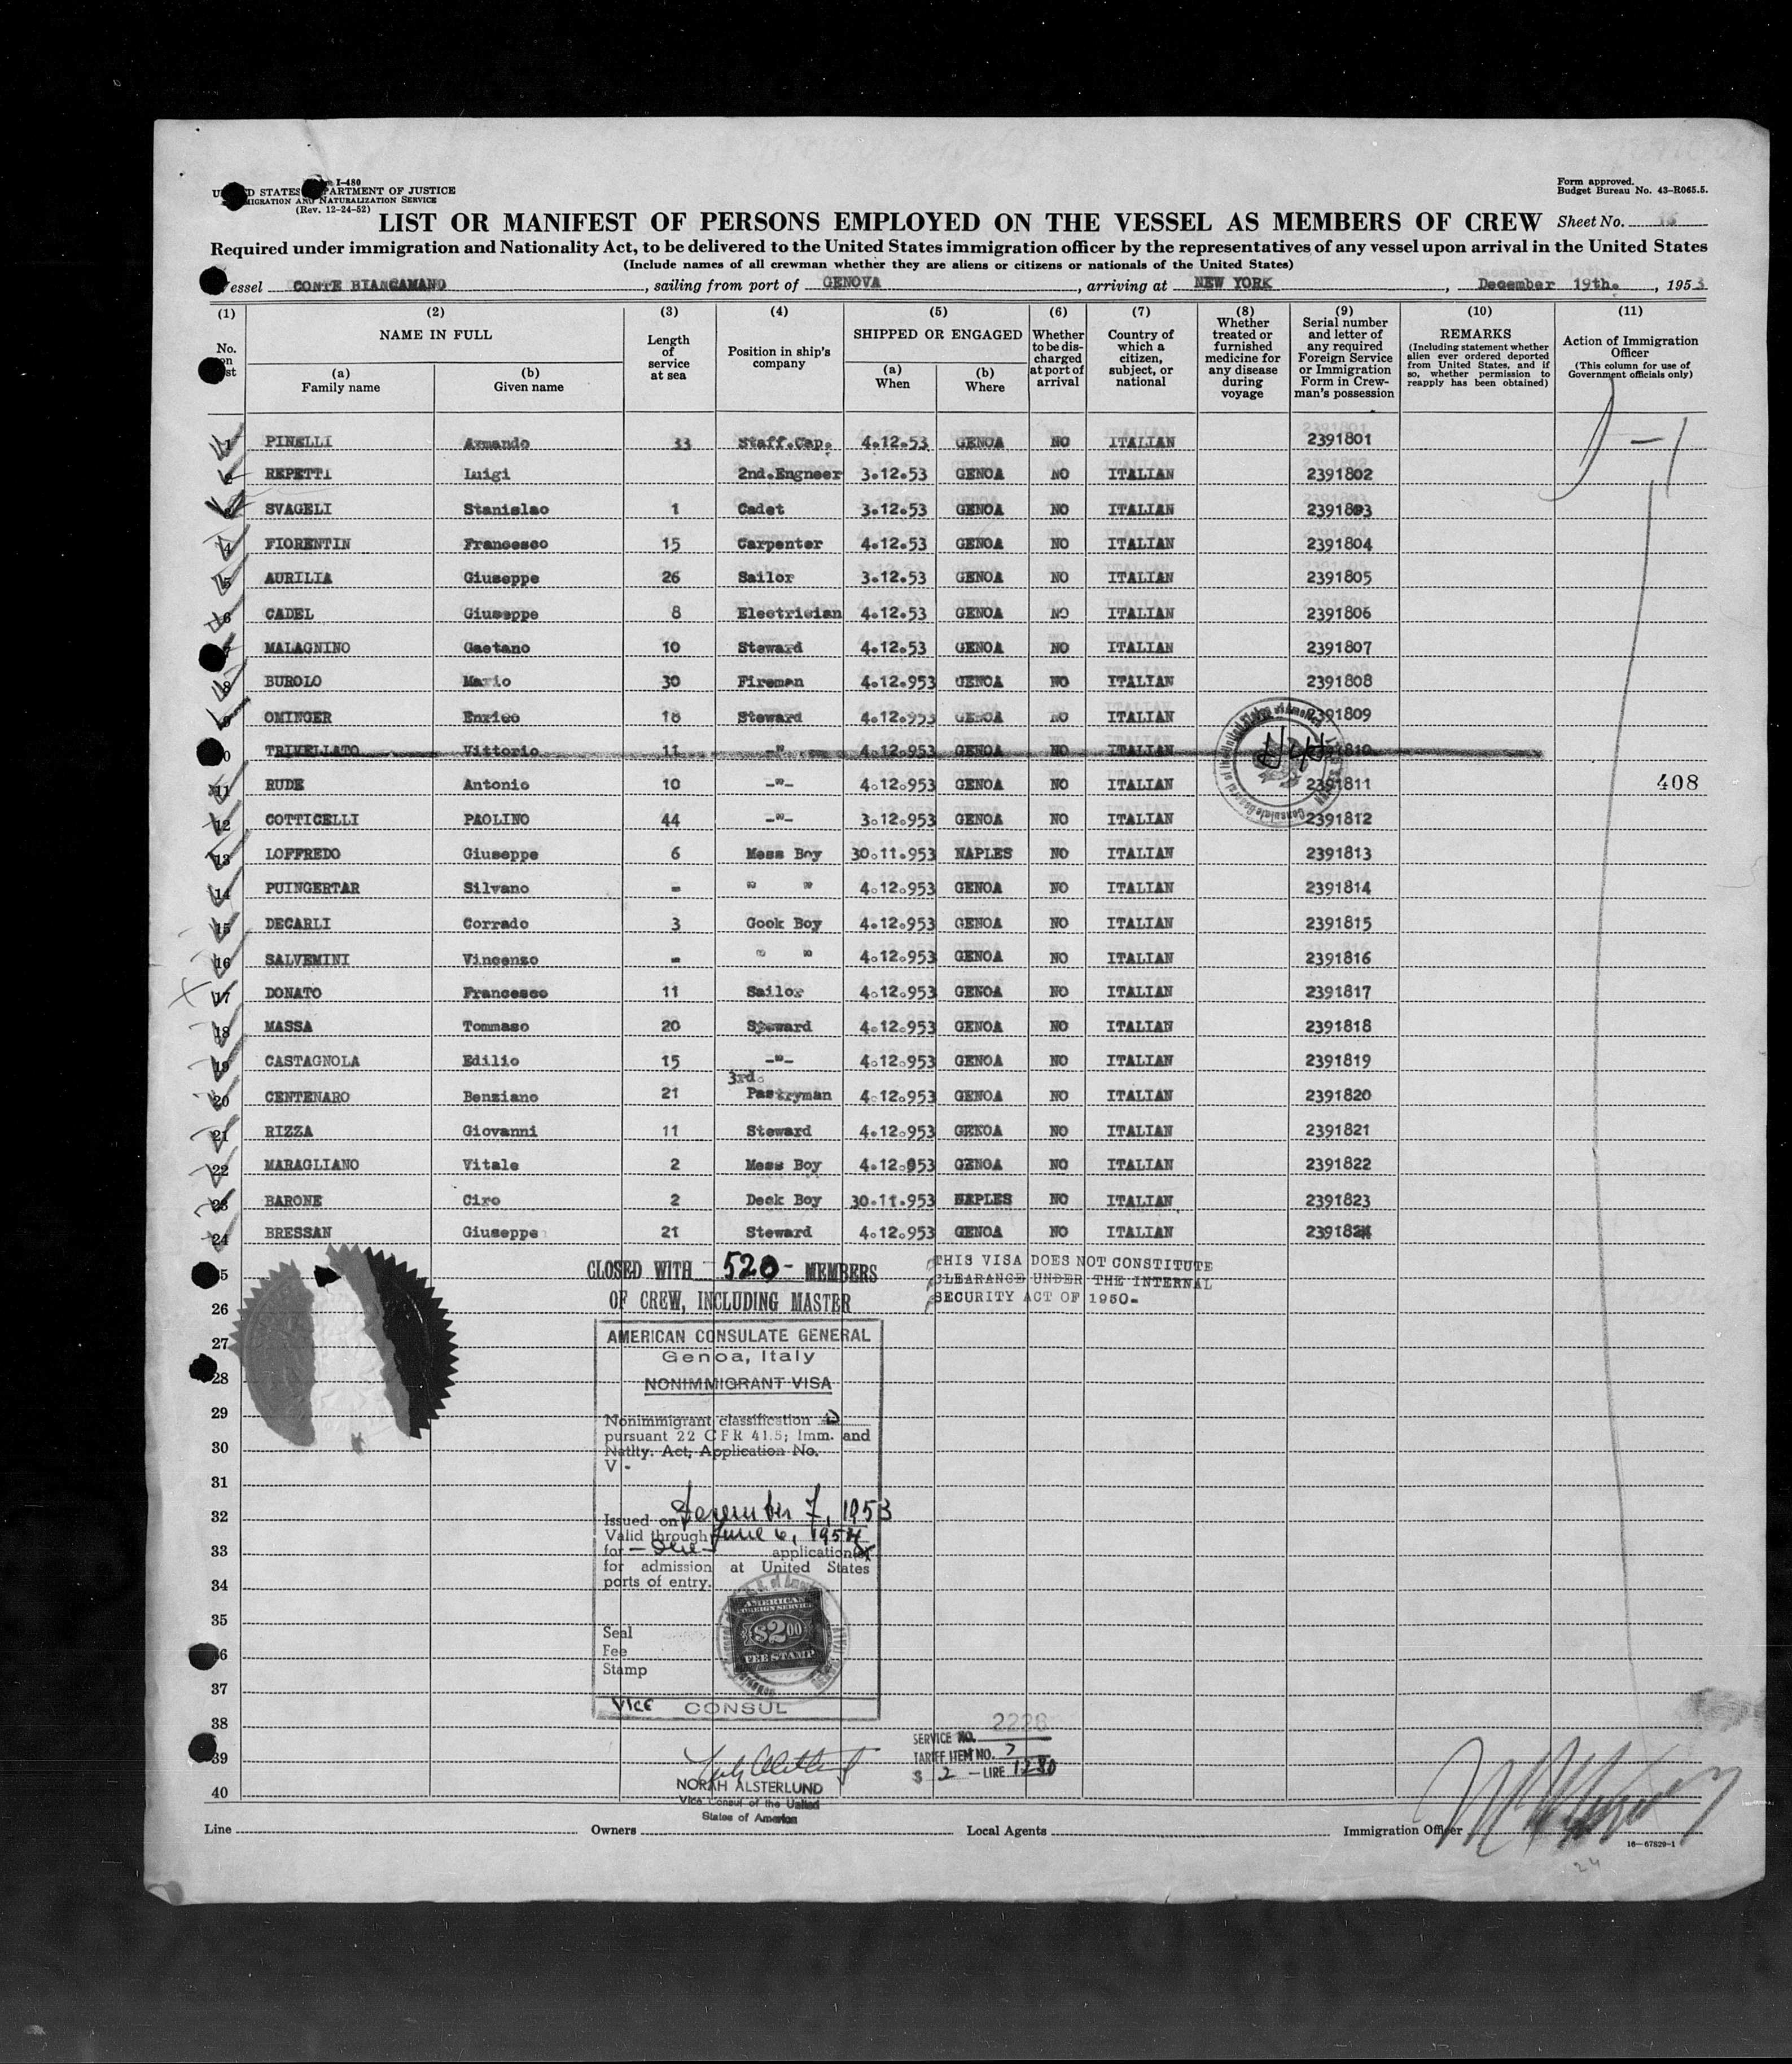 Form I-480
UNITED STATES DEPARTMENT OF JUSTICE
IMMIGRATION AND NATURALIZATION SERVICE
(Rev. 12-24-52)
Form approved.
Budget Bureau No. 43-R065.5.
LIST OR MANIFEST OF PERSONS EMPLOYED ON THE VESSEL AS MEMBERS OF CREW
Sheet No. 16
Required under immigration and Nationality Act, to be delivered to the United States immigration officer by the representatives of any vessel upon arrival in the United States
(Include names of all crewman whether they are aliens or citizens or nationals of the United States)
Vessel CONTE BIANCAMANO, sailing from port of GENOVA, arriving at NEW YORK, December 19th., 1953
(1) (2) (3) (4) (5) (6) (7) (8) (9) (10) (11)
No. on list
NAME IN FULL
(a) Family name
(b) Given name
Length of service at sea
Position in ship's company
SHIPPED OR ENGAGED
(a) When
(b) Where
Whether to be discharged at port of arrival
Country of which a citizen, subject, or national
Whether treated or furnished medicine for any disease during voyage
Serial number and letter of any required Foreign Service or Immigration Form in Crewman's possession
REMARKS
(Including statement whether alien ever ordered deported from United States, and if so, whether permission to reapply has been obtained)
Action of Immigration Officer
(This column for use of Government officials only)
1 PINELLI Armando 33 Staff.Cap. 4.12.53 GENOA NO ITALIAN 2391801
2 REPETTI Luigi 2nd.Engneer 3.12.53 GENOA NO ITALIAN 2391802
3 SVAGELI Stanislao 1 Cadet 3.12.53 GENOA NO ITALIAN 2391803
4 FIORENTIN Francesco 15 Carpenter 4.12.53 GENOA NO ITALIAN 2391804
5 AURILIA Giuseppe 26 Sailor 3.12.53 GENOA NO ITALIAN 2391805
6 CADEL Giuseppe 8 Electrisian 4.12.53 GENOA NO ITALIAN 2391806
7 MALAGNINO Gaetano 10 Steward 4.12.53 GENOA NO ITALIAN 2391807
8 BUROLO Mario 30 Fireman 4.12.953 GENOA NO ITALIAN 2391808
9 OMINGER Enrico 18 Steward 4.12.953 GENOA NO ITALIAN 2391809
10 TRIVELLATO Vittorio 11 -"- 4.12.953 GENOA NO ITALIAN 2391810
11 RUDE Antonio 10 -"- 4.12.953 GENOA NO ITALIAN 2391811 408
12 COTTICELLI PAOLINO 44 -"- 3.12.953 GENOA NO ITALIAN 2391812
13 LOFFREDO Giuseppe 6 Mess Boy 30.11.953 NAPLES NO ITALIAN 2391813
14 PUINGERTAR Silvano - " " 4.12.953 GENOA NO ITALIAN 2391814
15 DECARLI Corrado 3 Gook Boy 4.12.953 GENOA NO ITALIAN 2391815
16 SALVEMINI Vincenzo - " " 4.12.953 GENOA NO ITALIAN 2391816
17 DONATO Francesco 11 Sailor 4.12.953 GENOA NO ITALIAN 2391817
18 MASSA Tommaso 20 Steward 4.12.953 GENOA NO ITALIAN 2391818
19 CASTAGNOLA Edilio 15 -"- 4.12.953 GENOA NO ITALIAN 2391819
20 CENTENARO Benziano 21 3rd. Pastryman 4.12.953 GENOA NO ITALIAN 2391820
21 RIZZA Giovanni 11 Steward 4.12.953 GENOA NO ITALIAN 2391821
22 MARAGLIANO Vitale 2 Mess Boy 4.12.953 GENOA NO ITALIAN 2391822
23 BARONE Ciro 2 Deck Boy 30.11.953 NAPLES NO ITALIAN 2391823
24 BRESSAN Giuseppe 21 Steward 4.12.953 GENOA NO ITALIAN 2391824
25
26
27
28
29
30
31
32
33
34
35
36
37
38
39
40
CLOSED WITH -520- MEMBERS
OF CREW, INCLUDING MASTER
THIS VISA DOES NOT CONSTITUTE
CLEARANCE UNDER THE INTERNAL
SECURITY ACT OF 1950-
AMERICAN CONSULATE GENERAL
Genoa, Italy
NONIMMIGRANT VISA
Nonimmigrant classification D
pursuant 22 CFR 41.5; Imm. and
Natlty. Act, Application No.
V -
Issued on December 7, 1953
Valid through June 6, 1954
for -One- application(s)
for admission at United States
ports of entry.
AMERICAN
FOREIGN SERVICE
$2.00
FEE STAMP
Seal
Fee
Stamp
VICE CONSUL
NORAH ALSTERLUND
Vice Consul of the United
States of America
SERVICE NO. 2226
TARIFF ITEM NO. 7
$ 2 - LIRE 1280
Line Owners Local Agents Immigration Officer
16-67829-1
24